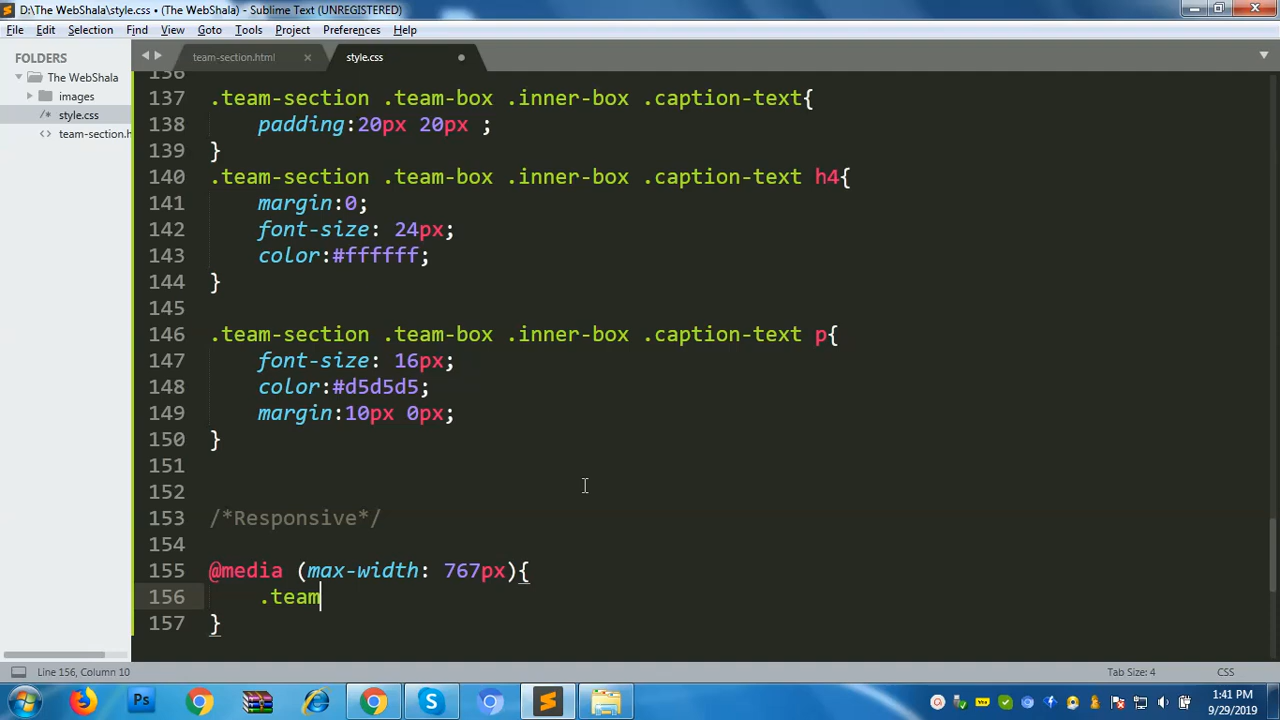 D:\The WebShala\style.css • (The WebShala) - Sublime Text (UNREGISTERED)
File Edit Selection Find View Goto Tools Project Preferences Help
FOLDERS
The WebShala
images
/* style.css
<> team-section.h
team-section.html ×
style.css
136
137 .team-section .team-box .inner-box .caption-text{
138 padding:20px 20px ;
139 }
140 .team-section .team-box .inner-box .caption-text h4{
141 margin:0;
142 font-size: 24px;
143 color:#ffffff;
144 }
145
146 .team-section .team-box .inner-box .caption-text p{
147 font-size: 16px;
148 color:#d5d5d5;
149 margin:10px 0px;
150 }
151
152
153 /*Responsive*/
154
155 @media (max-width: 767px){
156 .team
157 }
Line 156, Column 10
Tab Size: 4 CSS
Ps
1:41 PM
9/29/2019